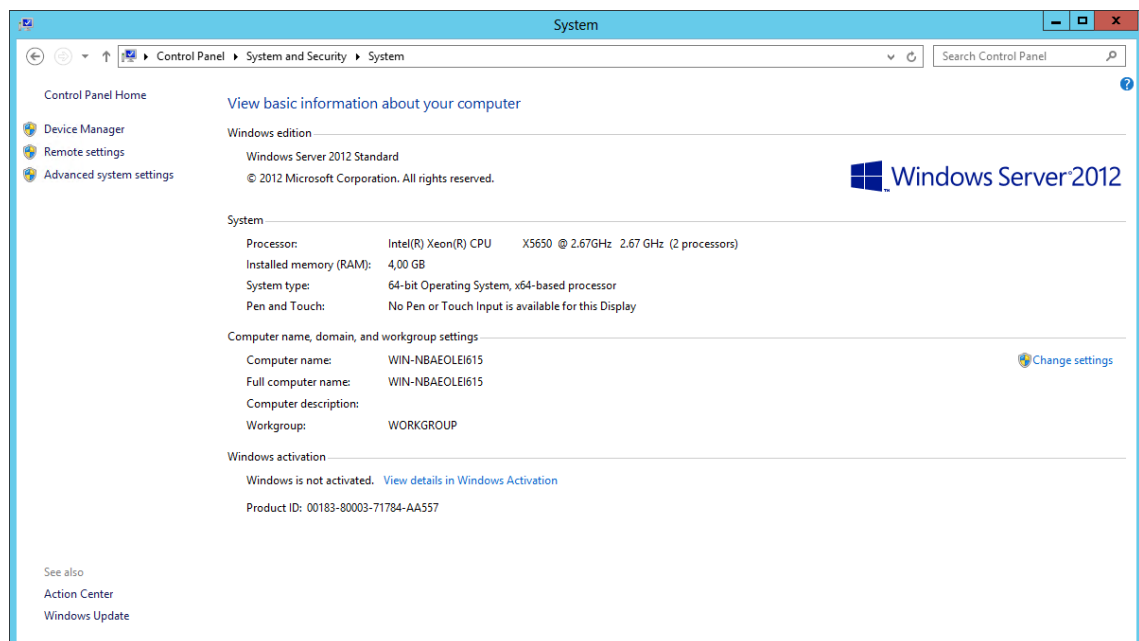 System
Control Panel ▸ System and Security ▸ System
Search Control Panel
Control Panel Home
Device Manager
Remote settings
Advanced system settings
View basic information about your computer
Windows edition
Windows Server 2012 Standard
© 2012 Microsoft Corporation. All rights reserved.
Windows Server 2012
System
Processor: Intel(R) Xeon(R) CPU X5650 @ 2.67GHz 2.67 GHz (2 processors)
Installed memory (RAM): 4,00 GB
System type: 64-bit Operating System, x64-based processor
Pen and Touch: No Pen or Touch Input is available for this Display
Computer name, domain, and workgroup settings
Computer name: WIN-NBAEOLEI615
Change settings
Full computer name: WIN-NBAEOLEI615
Computer description:
Workgroup: WORKGROUP
Windows activation
Windows is not activated. View details in Windows Activation
Product ID: 00183-80003-71784-AA557
See also
Action Center
Windows Update